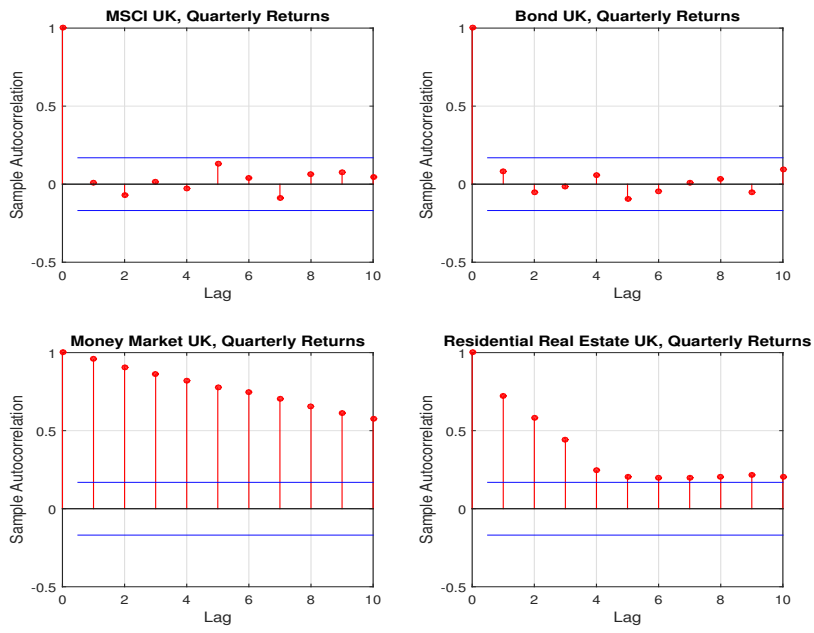 MSCI UK, Quarterly Returns
1
0.5
0
-0.5
Sample Autocorrelation
0 2 4 6 8 10
Lag
Bond UK, Quarterly Returns
1
0.5
0
-0.5
Sample Autocorrelation
0 2 4 6 8 10
Lag
Money Market UK, Quarterly Returns
1
0.5
0
-0.5
Sample Autocorrelation
0 2 4 6 8 10
Lag
Residential Real Estate UK, Quarterly Returns
1
0.5
0
-0.5
Sample Autocorrelation
0 2 4 6 8 10
Lag